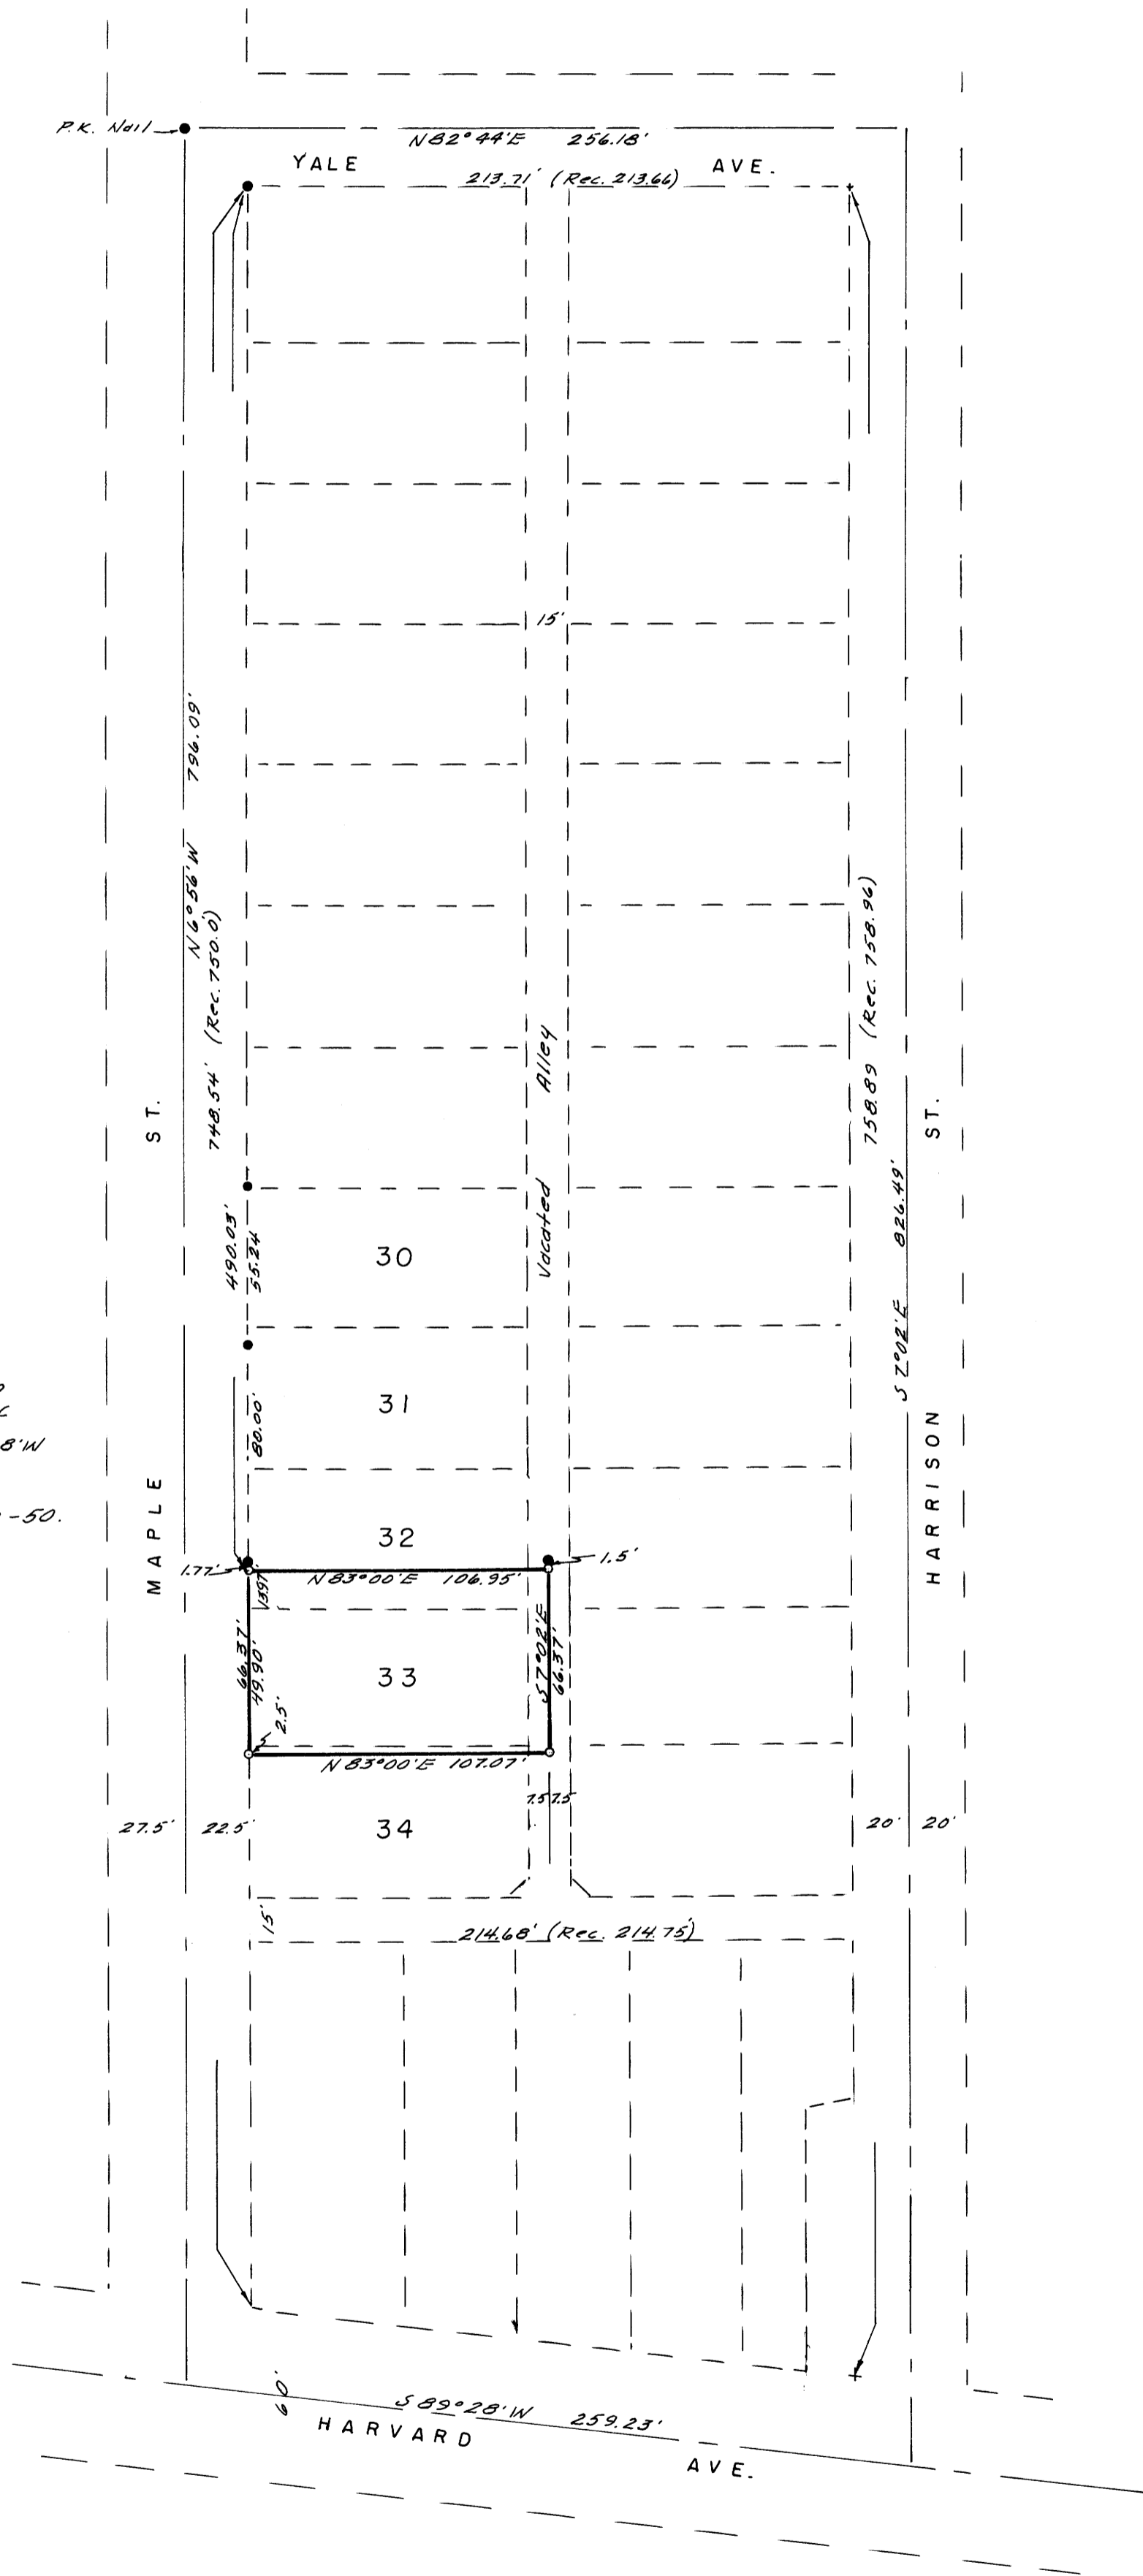 P.K. Nail
N82°44'E 256.18'
YALE AVE.
213.71' (Rec. 213.66)
15'
796.09'
N6°56'W
748.54' (Rec. 750.0')
758.89 (Rec. 758.96)
Vacated Alley
MAPLE ST.
HARRISON ST.
S7°02'E 826.49'
490.03'
55.24
30
80.00'
31
8'W
-50.
32
1.77'
1.5'
N83°00'E 106.95'
13.97'
66.37'
49.90'
33
S7°02'E
66.37'
2.5'
N83°00'E 107.07'
7.5 7.5
27.5' 22.5'
34
20' 20'
15'
214.68' (Rec. 214.75')
60'
S89°28'W 259.23'
HARVARD AVE.